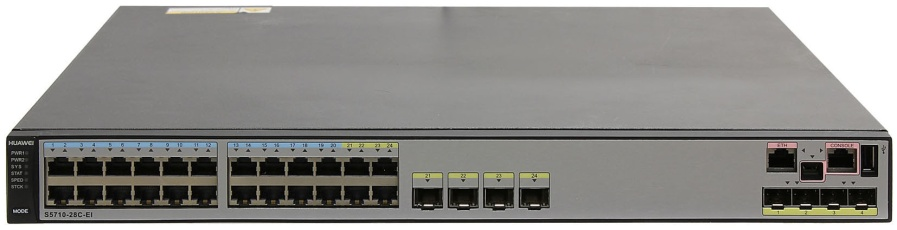 HUAWEI
PWR1
PWR2
SYS
STAT
SPED
STCK
MODE
1 2 3 4 5 6 7 8 9 10 11 12
13 14 15 16 17 18 19 20 21 22 23 24
S5710-28C-EI
21 22 23 24
ETH
CONSOLE
1 2 3 4